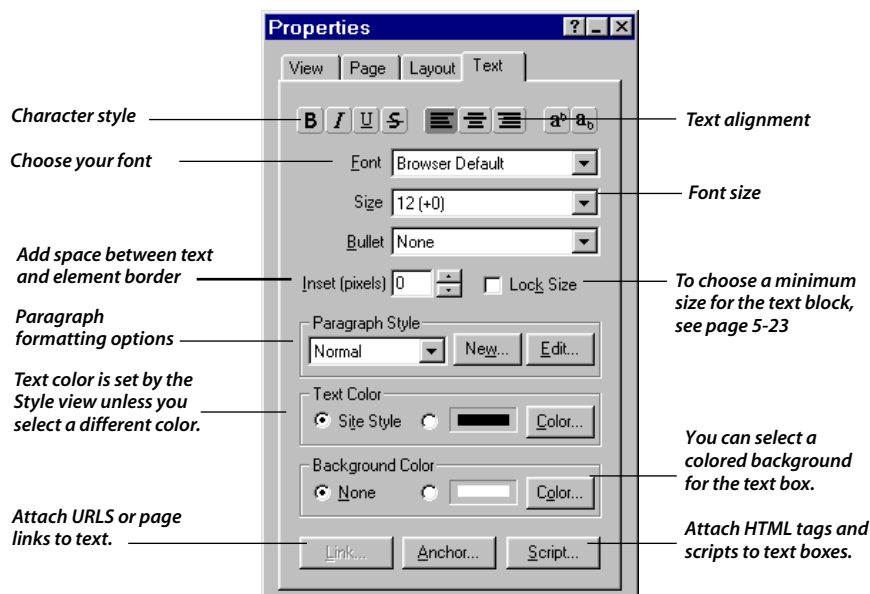 Properties
View Page Layout Text
Character style
B I U S
aᵇ a♭
Text alignment
Choose your font
Font Browser Default
Size 12 (+0)
Font size
Bullet None
Add space between text
and element border
Inset (pixels) 0
Lock Size
To choose a minimum
size for the text block,
see page 5-23
Paragraph
formatting options
Paragraph Style
Normal New... Edit...
Text color is set by the
Style view unless you
select a different color.
Text Color
Site Style Color...
You can select a
colored background
for the text box.
Background Color
None Color...
Attach URLS or page
links to text.
Link... Anchor... Script...
Attach HTML tags and
scripts to text boxes.